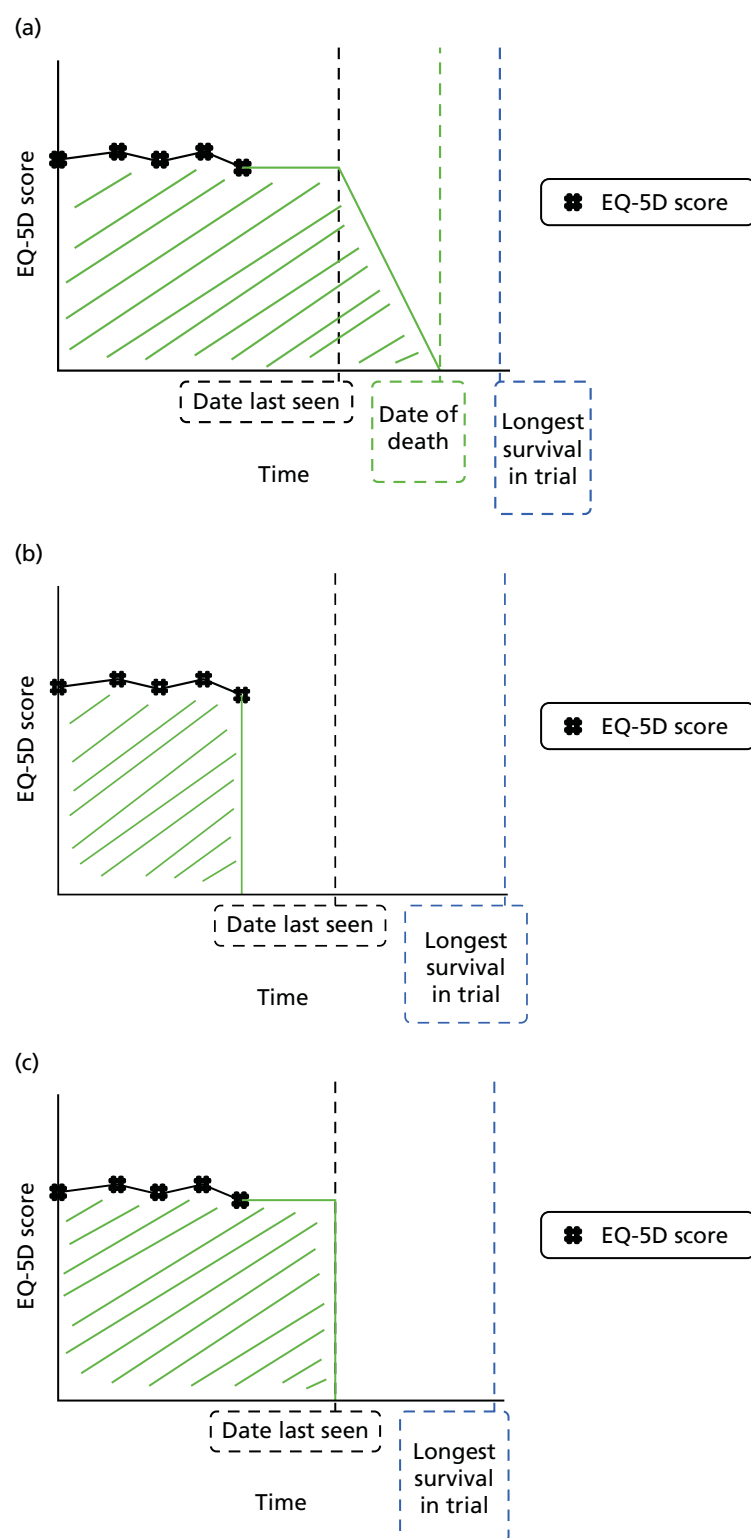 (a)
EQ-5D score
EQ-5D score
Date last seen
Date of
death
Longest
survival
in trial
Time
(b)
EQ-5D score
EQ-5D score
Date last seen
Longest
survival
in trial
Time
(c)
EQ-5D score
EQ-5D score
Date last seen
Longest
survival
in trial
Time